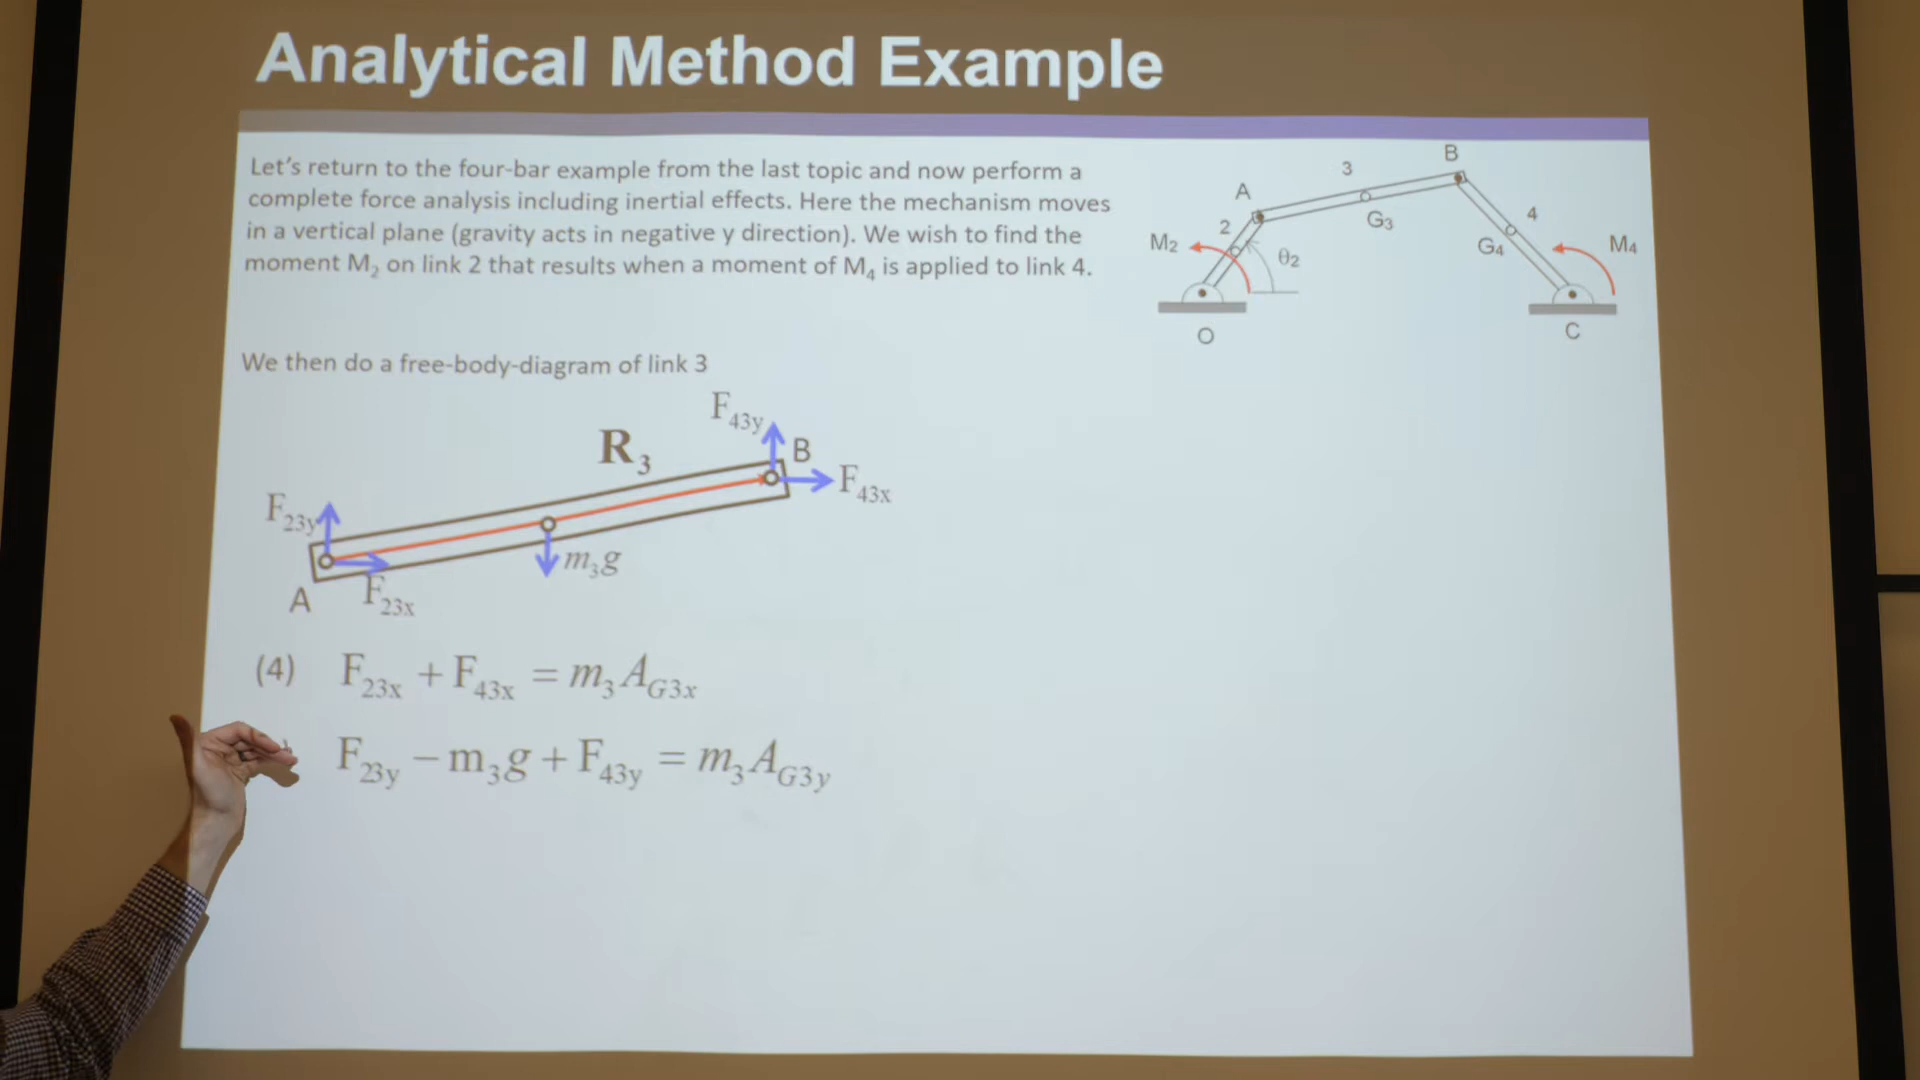 Analytical Method Example
Let's return to the four-bar example from the last topic and now perform a
complete force analysis including inertial effects. Here the mechanism moves
in a vertical plane (gravity acts in negative y direction). We wish to find the
moment M₂ on link 2 that results when a moment of M₄ is applied to link 4.
B
3
A
4
2
G3
M2
G4
M4
θ2
O
C
We then do a free-body-diagram of link 3
F43y
R3
B
F43x
F23y
m3g
A
F23x
(4) F23x + F43x = m3AG3x
F23y − m3g + F43y = m3AG3y